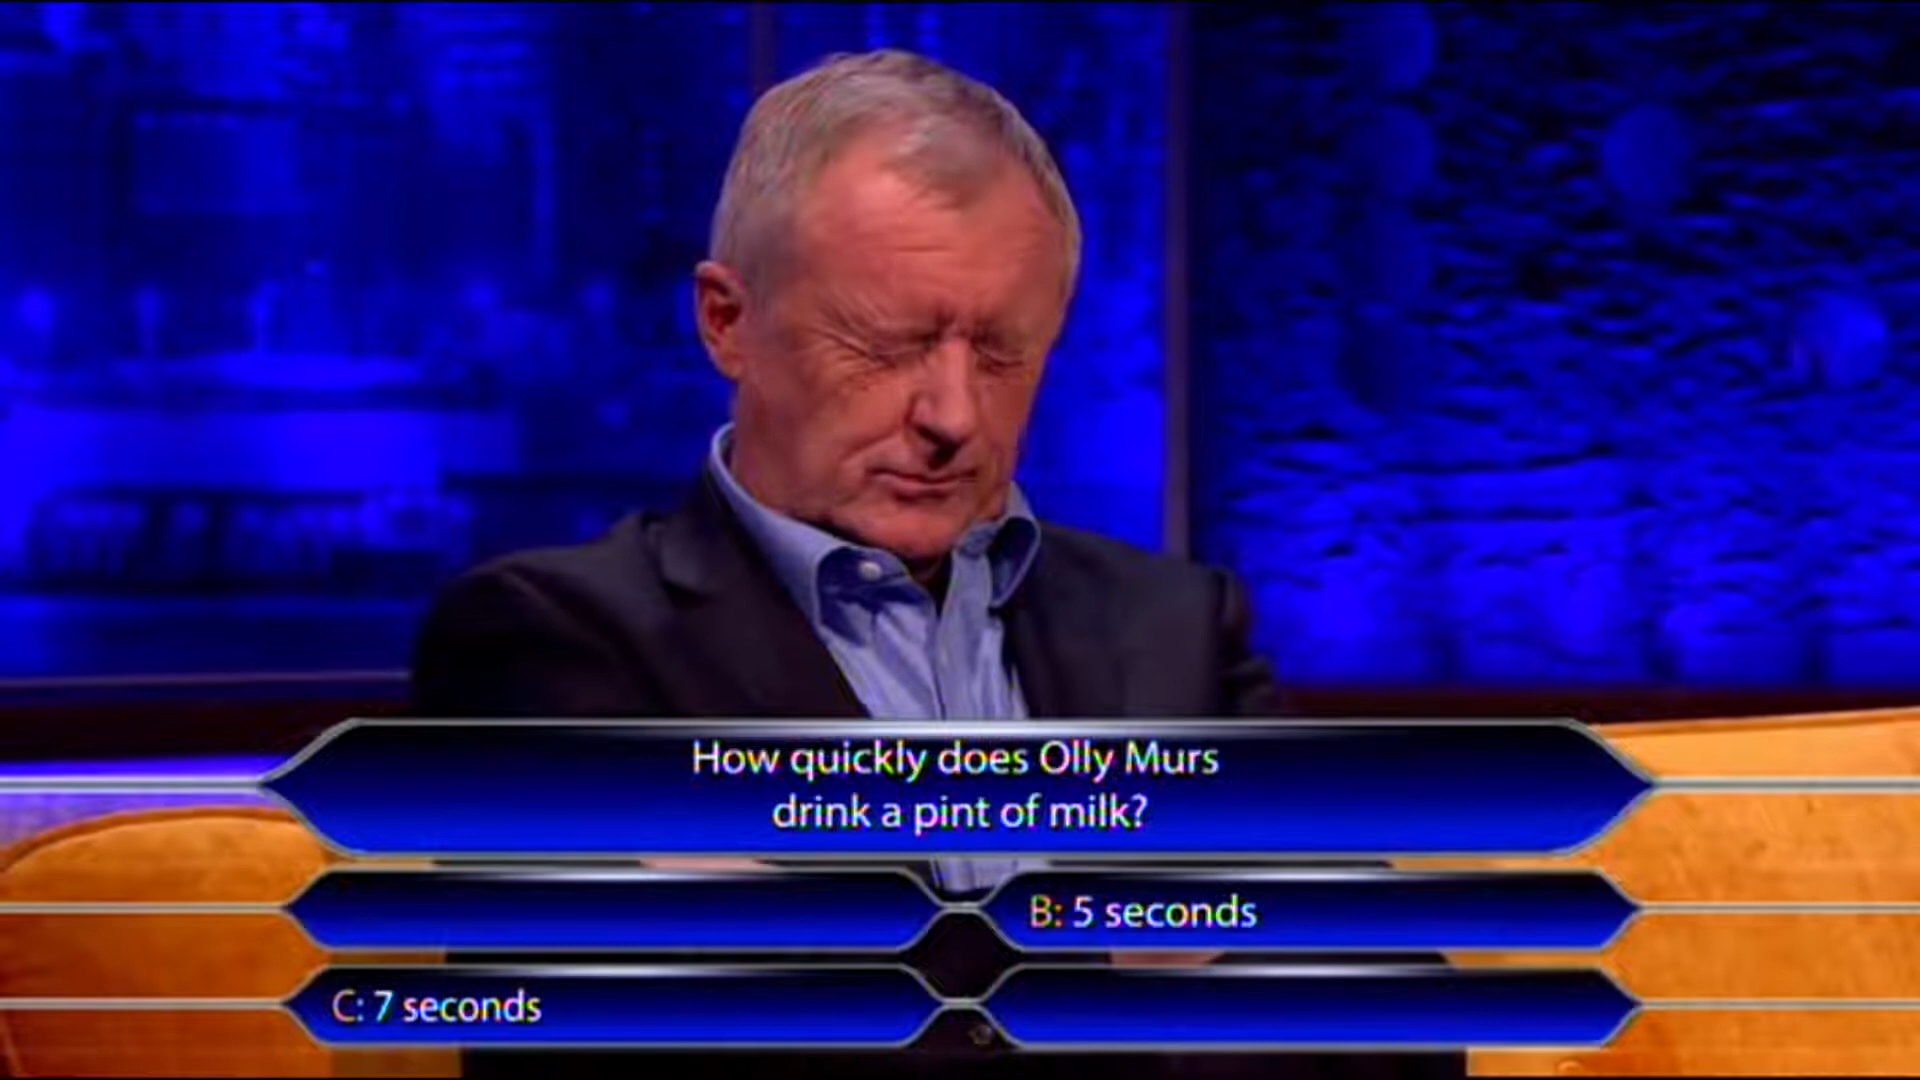 How quickly does Olly Murs
drink a pint of milk?
B: 5 seconds
C: 7 seconds